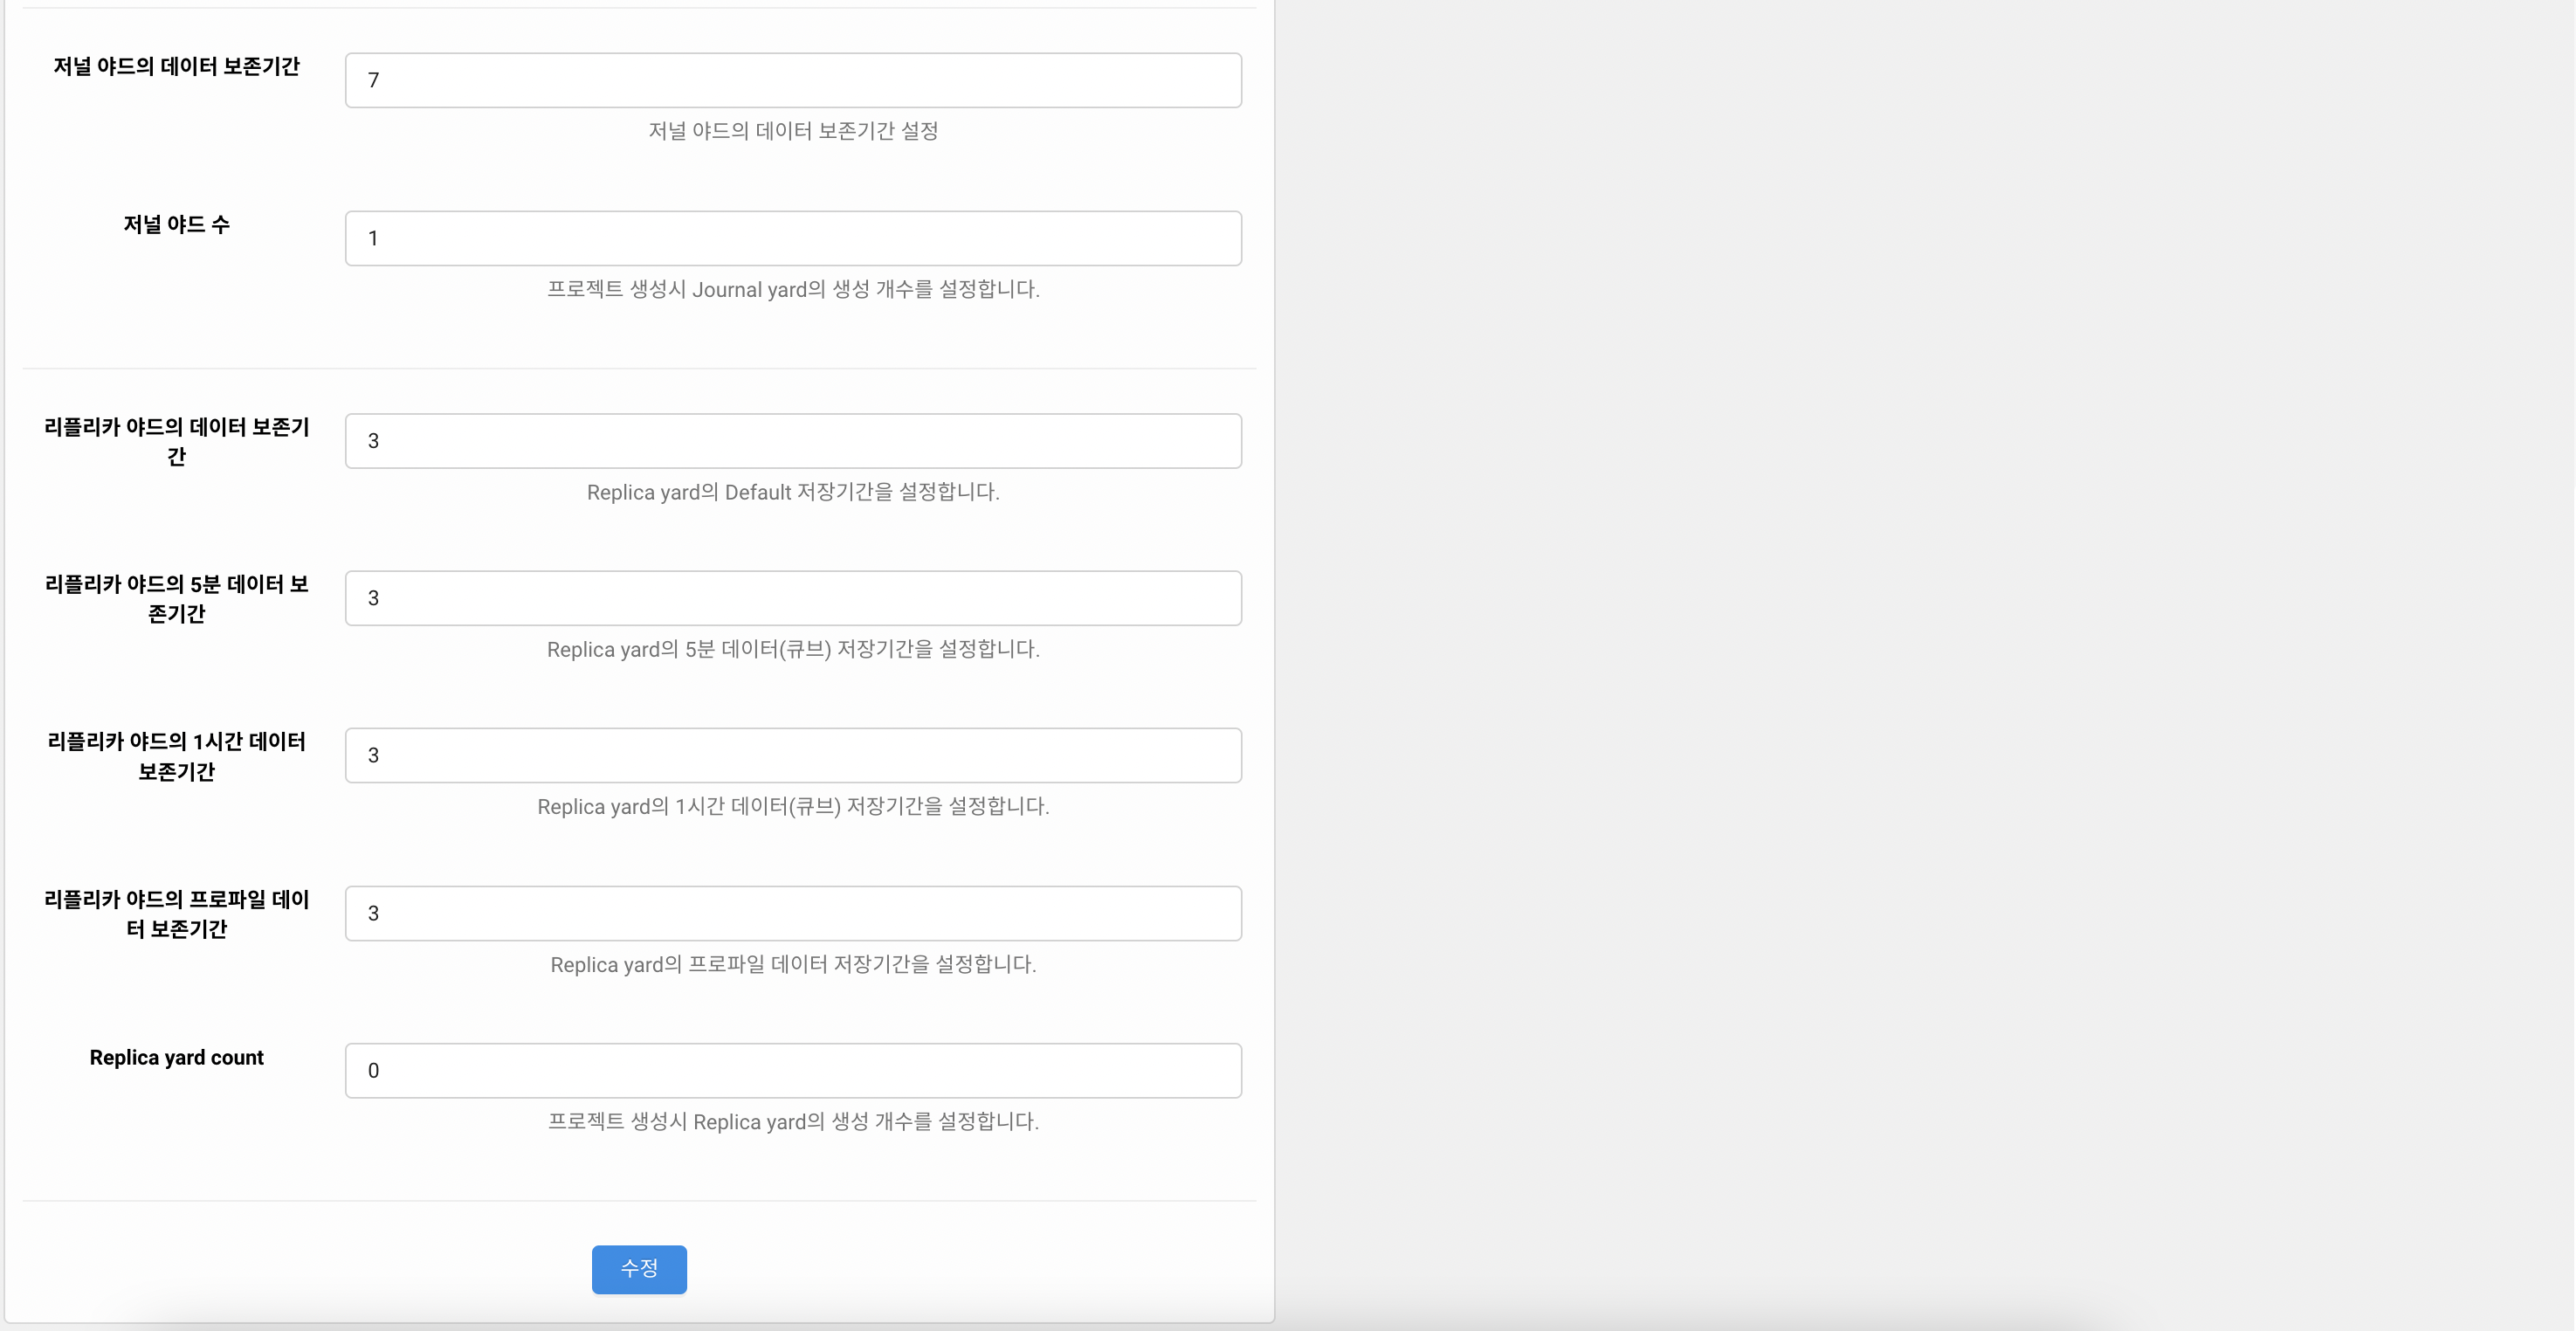 저널 야드의 데이터 보존기간
7
저널 야드의 데이터 보존기간 설정
저널 야드 수
1
프로젝트 생성시 Journal yard의 생성 개수를 설정합니다.
리플리카 야드의 데이터 보존기
간
3
Replica yard의 Default 저장기간을 설정합니다.
리플리카 야드의 5분 데이터 보
존기간
3
Replica yard의 5분 데이터(큐브) 저장기간을 설정합니다.
리플리카 야드의 1시간 데이터
보존기간
3
Replica yard의 1시간 데이터(큐브) 저장기간을 설정합니다.
리플리카 야드의 프로파일 데이
터 보존기간
3
Replica yard의 프로파일 데이터 저장기간을 설정합니다.
Replica yard count
0
프로젝트 생성시 Replica yard의 생성 개수를 설정합니다.
수정